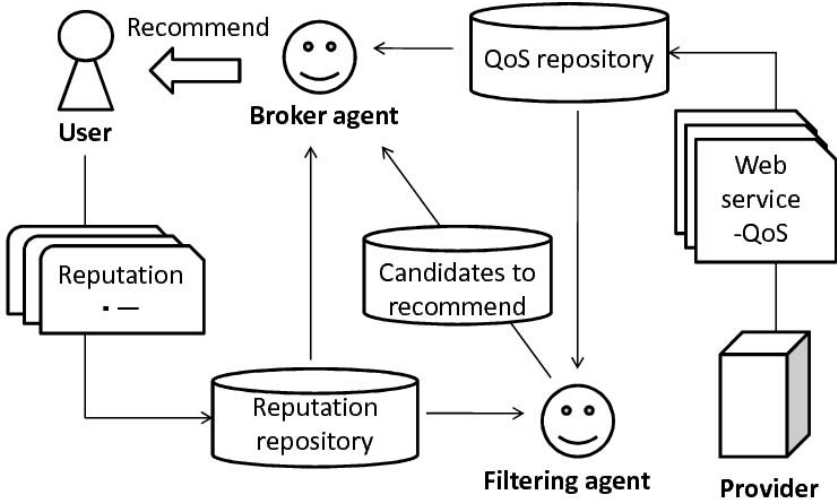 Recommend
User
Broker agent
QoS repository
Web
service
-QoS
Reputation
· —
Candidates to
recommend
Reputation
repository
Filtering agent
Provider